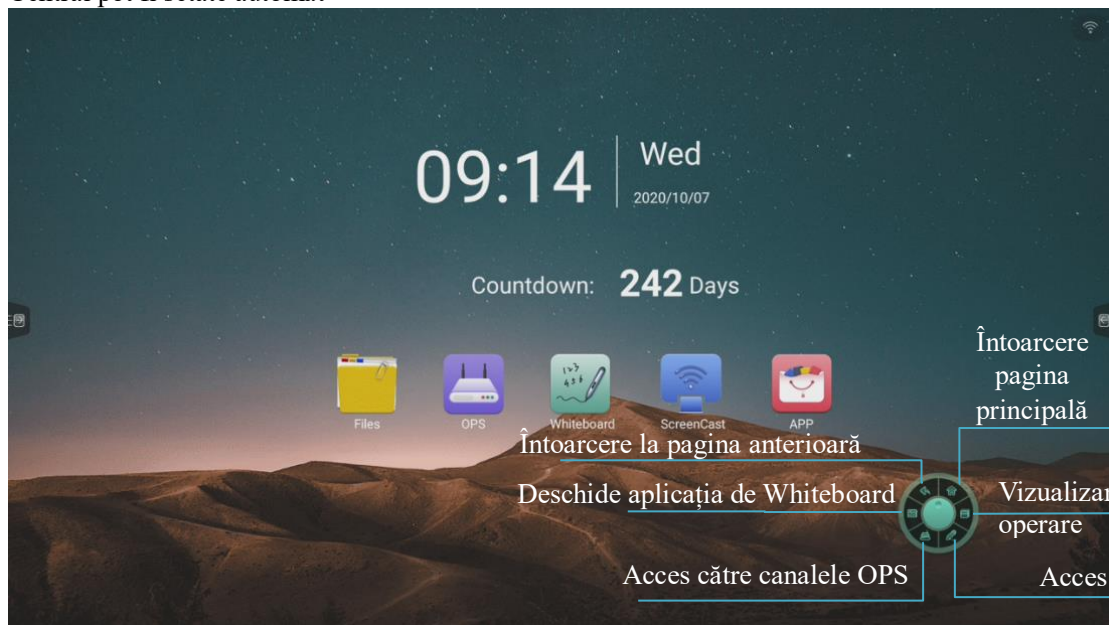 09:14
Wed
2020/10/07
Countdown: 242 Days
Files
OPS
Whiteboard
ScreenCast
APP
Întoarcere
pagina
principală
Întoarcere la pagina anterioară
Deschide aplicația de Whiteboard
operare
Acces către canalele OPS
Acces